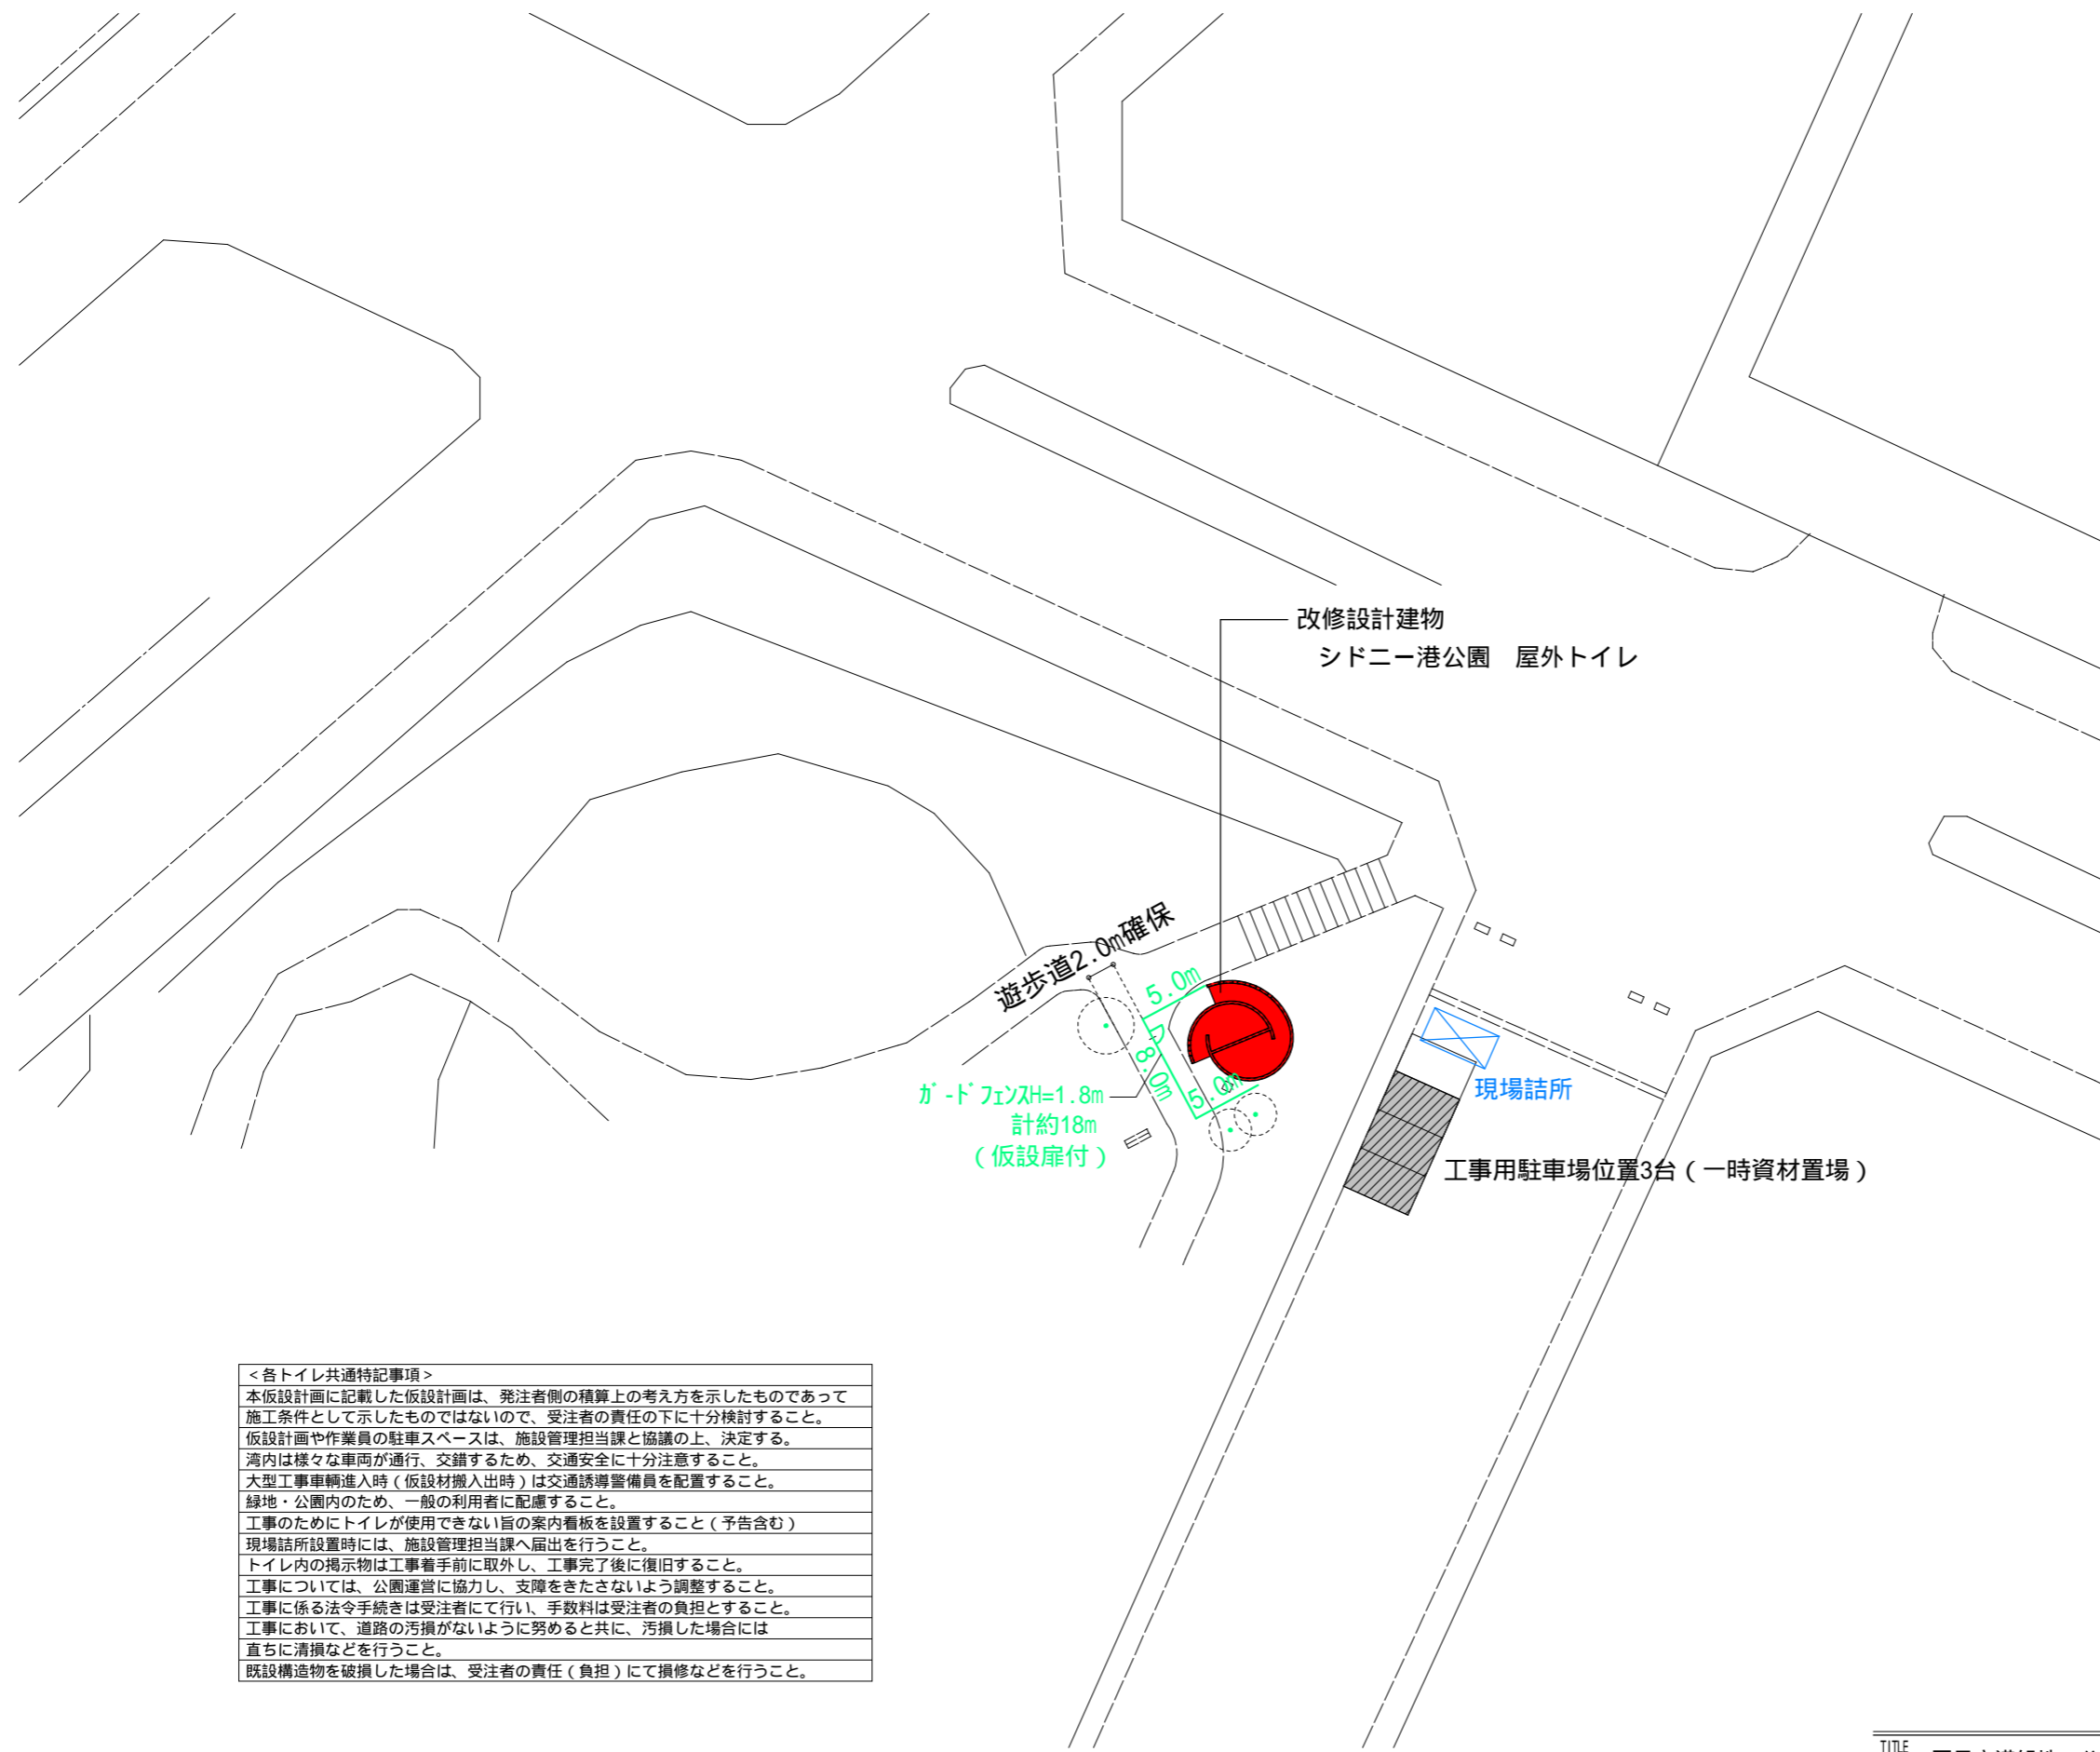 改修設計建物
シドニー港公園　屋外トイレ
遊歩道2.0m確保
5.0m
8.0m
5.0m
ガードフェンスH=1.8m
計約18m
(仮設扉付)
現場詰所
工事用駐車場位置3台(一時資材置場)
<各トイレ共通特記事項>
本仮設計画に記載した仮設計画は、発注者側の積算上の考え方を示したものであって
施工条件として示したものではないので、受注者の責任の下に十分検討すること。
仮設計画や作業員の駐車スペースは、施設管理担当課と協議の上、決定する。
湾内は様々な車両が通行、交錯するため、交通安全に十分注意すること。
大型工事車輌進入時(仮設材搬入出時)は交通誘導警備員を配置すること。
緑地・公園内のため、一般の利用者に配慮すること。
工事のためにトイレが使用できない旨の案内看板を設置すること(予告含む)
現場詰所設置時には、施設管理担当課へ届出を行うこと。
トイレ内の掲示物は工事着手前に取外し、工事完了後に復旧すること。
工事については、公園運営に協力し、支障をきたさないよう調整すること。
工事に係る法令手続きは受注者にて行い、手数料は受注者の負担とすること。
工事において、道路の汚損がないように努めると共に、汚損した場合には
直ちに清損などを行うこと。
既設構造物を破損した場合は、受注者の責任(負担)にて損修などを行うこと。
TITLE